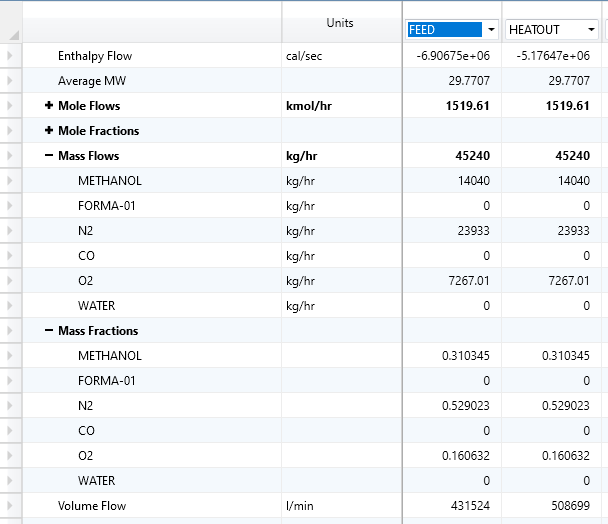 Units FEED HEATOUT
Enthalpy Flow cal/sec -6.90675e+06 -5.17647e+06
Average MW 29.7707 29.7707
+ Mole Flows kmol/hr 1519.61 1519.61
+ Mole Fractions
− Mass Flows kg/hr 45240 45240
METHANOL kg/hr 14040 14040
FORMA-01 kg/hr 0 0
N2 kg/hr 23933 23933
CO kg/hr 0 0
O2 kg/hr 7267.01 7267.01
WATER kg/hr 0 0
− Mass Fractions
METHANOL 0.310345 0.310345
FORMA-01 0 0
N2 0.529023 0.529023
CO 0 0
O2 0.160632 0.160632
WATER 0 0
Volume Flow l/min 431524 508699